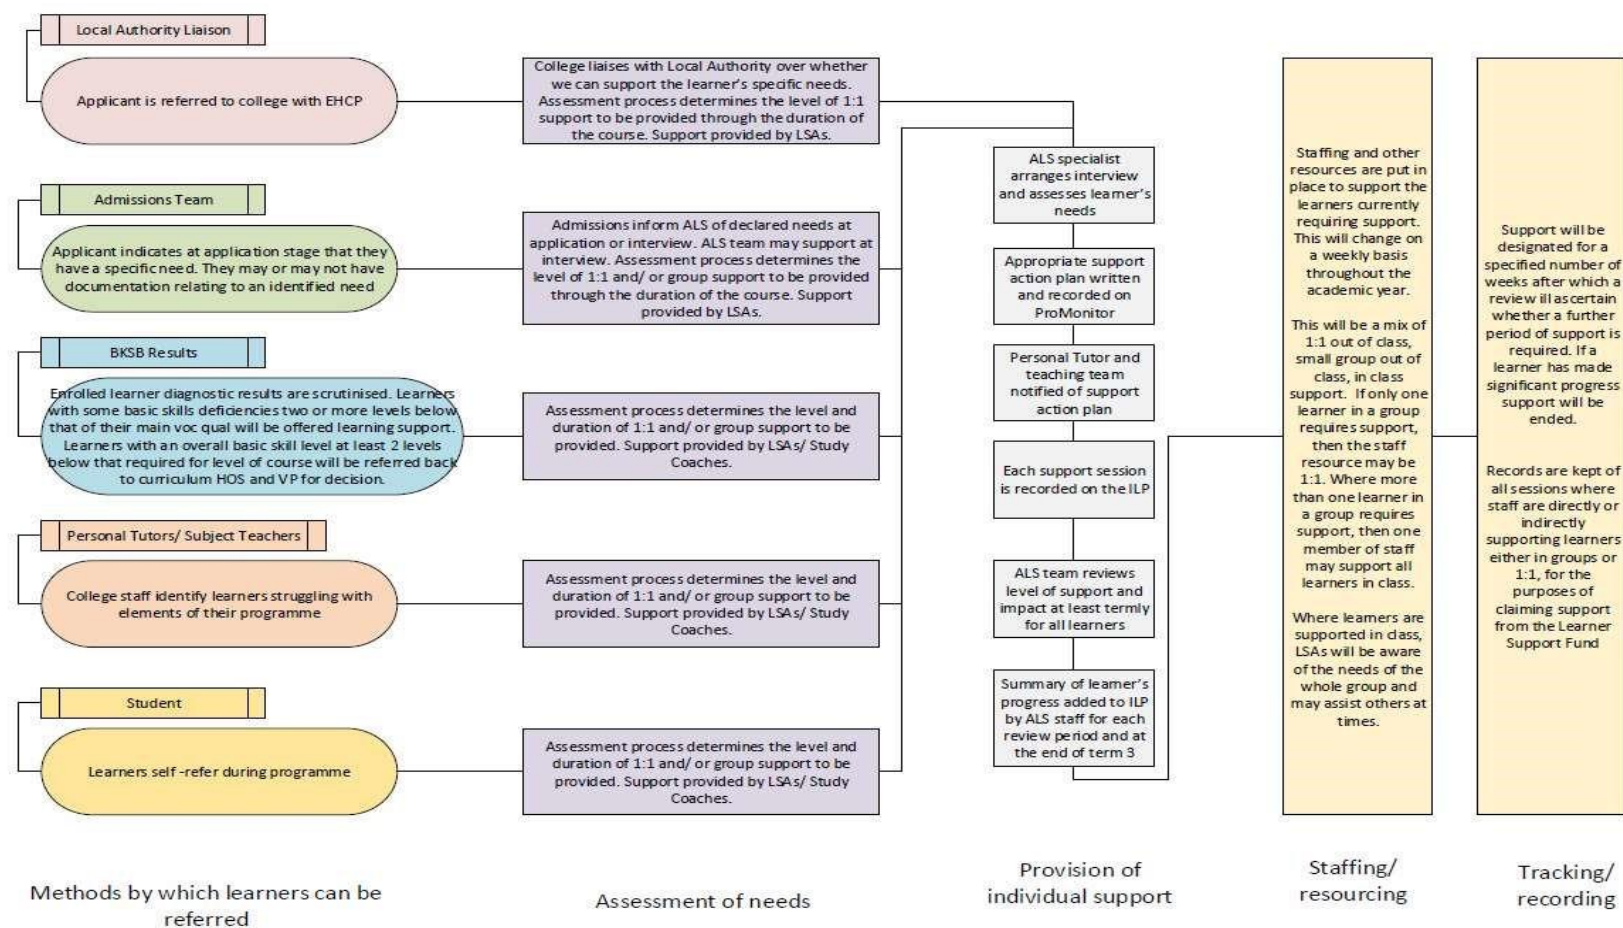 Local Authority Liaison
Applicant is referred to college with EHCP
College liaises with Local Authority over whether
we can support the learner's specific needs.
Assessment process determines the level of 1:1
support to be provided through the duration of
the course. Support provided by LSAs.
Admissions Team
Applicant indicates at application stage that they
have a specific need. They may or may not have
documentation relating to an identified need
Admissions inform ALS of declared needs at
application or interview. ALS team may support at
interview. Assessment process determines the
level of 1:1 and/ or group support to be provided
through the duration of the course. Support
provided by LSAs.
BKSB Results
Enrolled learner diagnostic results are scrutinised. Learners
with some basic skills deficiencies two or more levels below
that of their main voc qual will be offered learning support.
Learners with an overall basic skill level at least 2 levels
below that required for level of course will be referred back
to curriculum HOS and VP for decision.
Assessment process determines the level and
duration of 1:1 and/ or group support to be
provided. Support provided by LSAs/ Study
Coaches.
Personal Tutors/ Subject Teachers
College staff identify learners struggling with
elements of their programme
Assessment process determines the level and
duration of 1:1 and/ or group support to be
provided. Support provided by LSAs/ Study
Coaches.
Student
Learners self -refer during programme
Assessment process determines the level and
duration of 1:1 and/ or group support to be
provided. Support provided by LSAs/ Study
Coaches.
ALS specialist
arranges interview
and assesses learner's
needs
Appropriate support
action plan written
and recorded on
ProMonitor
Personal Tutor and
teaching team
notified of support
action plan
Each support session
is recorded on the ILP
ALS team reviews
level of support and
impact at least termly
for all learners
Summary of learner's
progress added to ILP
by ALS staff for each
review period and at
the end of term 3
Staffing and other
resources are put in
place to support the
learners currently
requiring support.
This will change on
a weekly basis
throughout the
academic year.
This will be a mix of
1:1 out of class,
small group out of
class, in class
support. If only one
learner in a group
requires support,
then the staff
resource may be
1:1. Where more
than one learner in
a group requires
support, then one
member of staff
may support all
learners in class.
Where learners are
supported in class,
LSAs will be aware
of the needs of the
whole group and
may assist others at
times.
Support will be
designated for a
specified number of
weeks after which a
review ill ascertain
whether a further
period of support is
required. If a
learner has made
significant progress
support will be
ended.
Records are kept of
all sessions where
staff are directly or
indirectly
supporting learners
either in groups or
1:1, for the
purposes of
claiming support
from the Learner
Support Fund
Methods by which learners can be
referred
Assessment of needs
Provision of
individual support
Staffing/
resourcing
Tracking/
recording